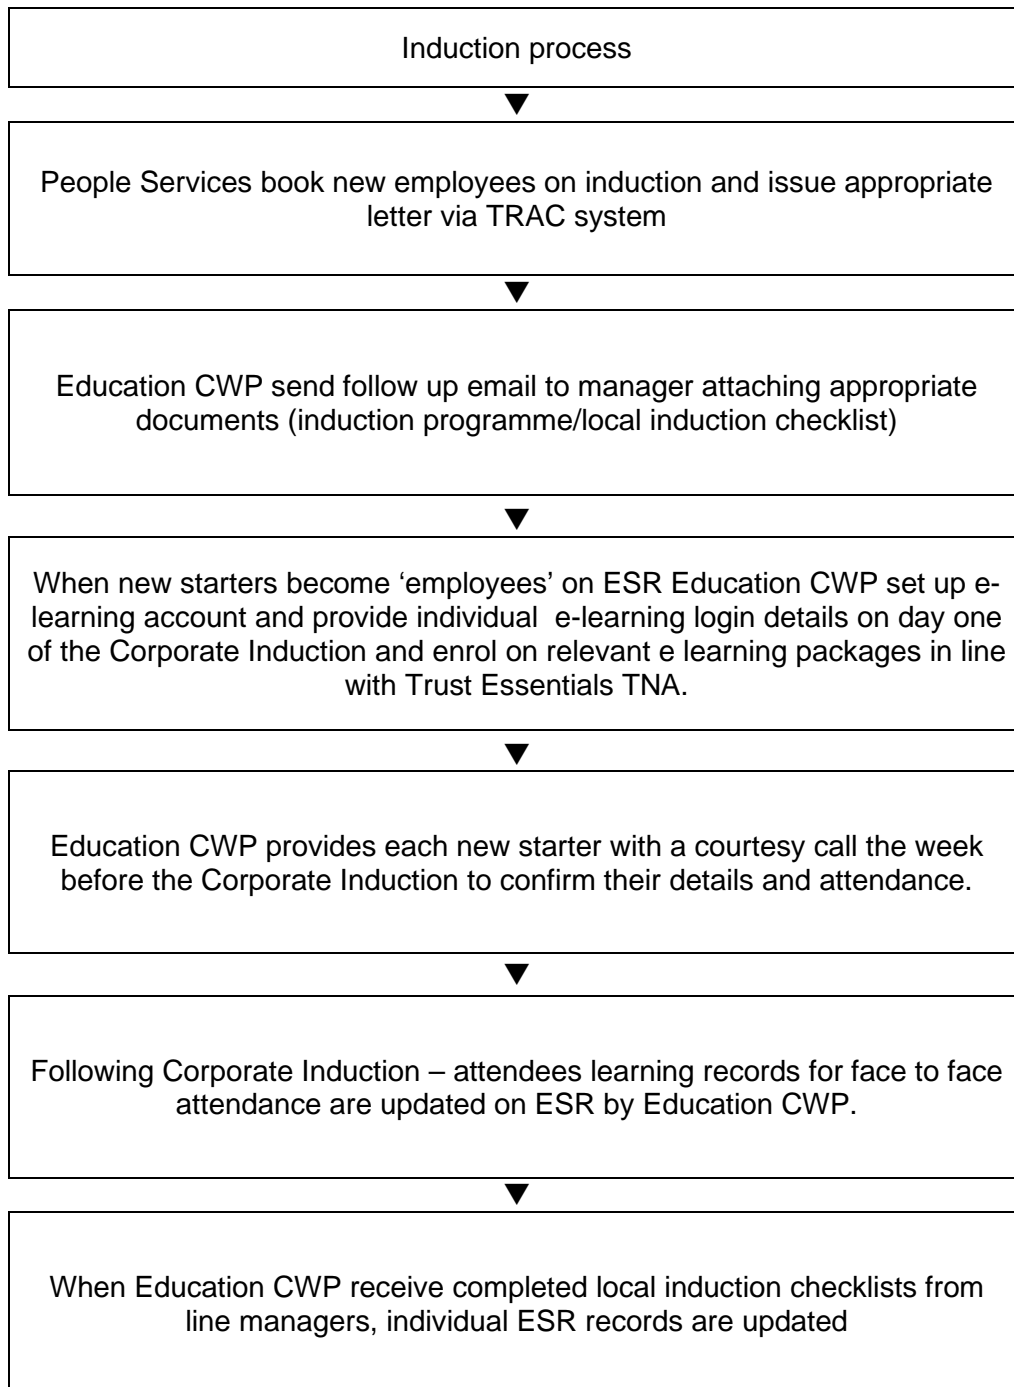 Induction process
People Services book new employees on induction and issue appropriate
letter via TRAC system
Education CWP send follow up email to manager attaching appropriate
documents (induction programme/local induction checklist)
When new starters become ‘employees’ on ESR Education CWP set up e-
learning account and provide individual  e-learning login details on day one
of the Corporate Induction and enrol on relevant e learning packages in line
with Trust Essentials TNA.
Education CWP provides each new starter with a courtesy call the week
before the Corporate Induction to confirm their details and attendance.
Following Corporate Induction – attendees learning records for face to face
attendance are updated on ESR by Education CWP.
When Education CWP receive completed local induction checklists from
line managers, individual ESR records are updated